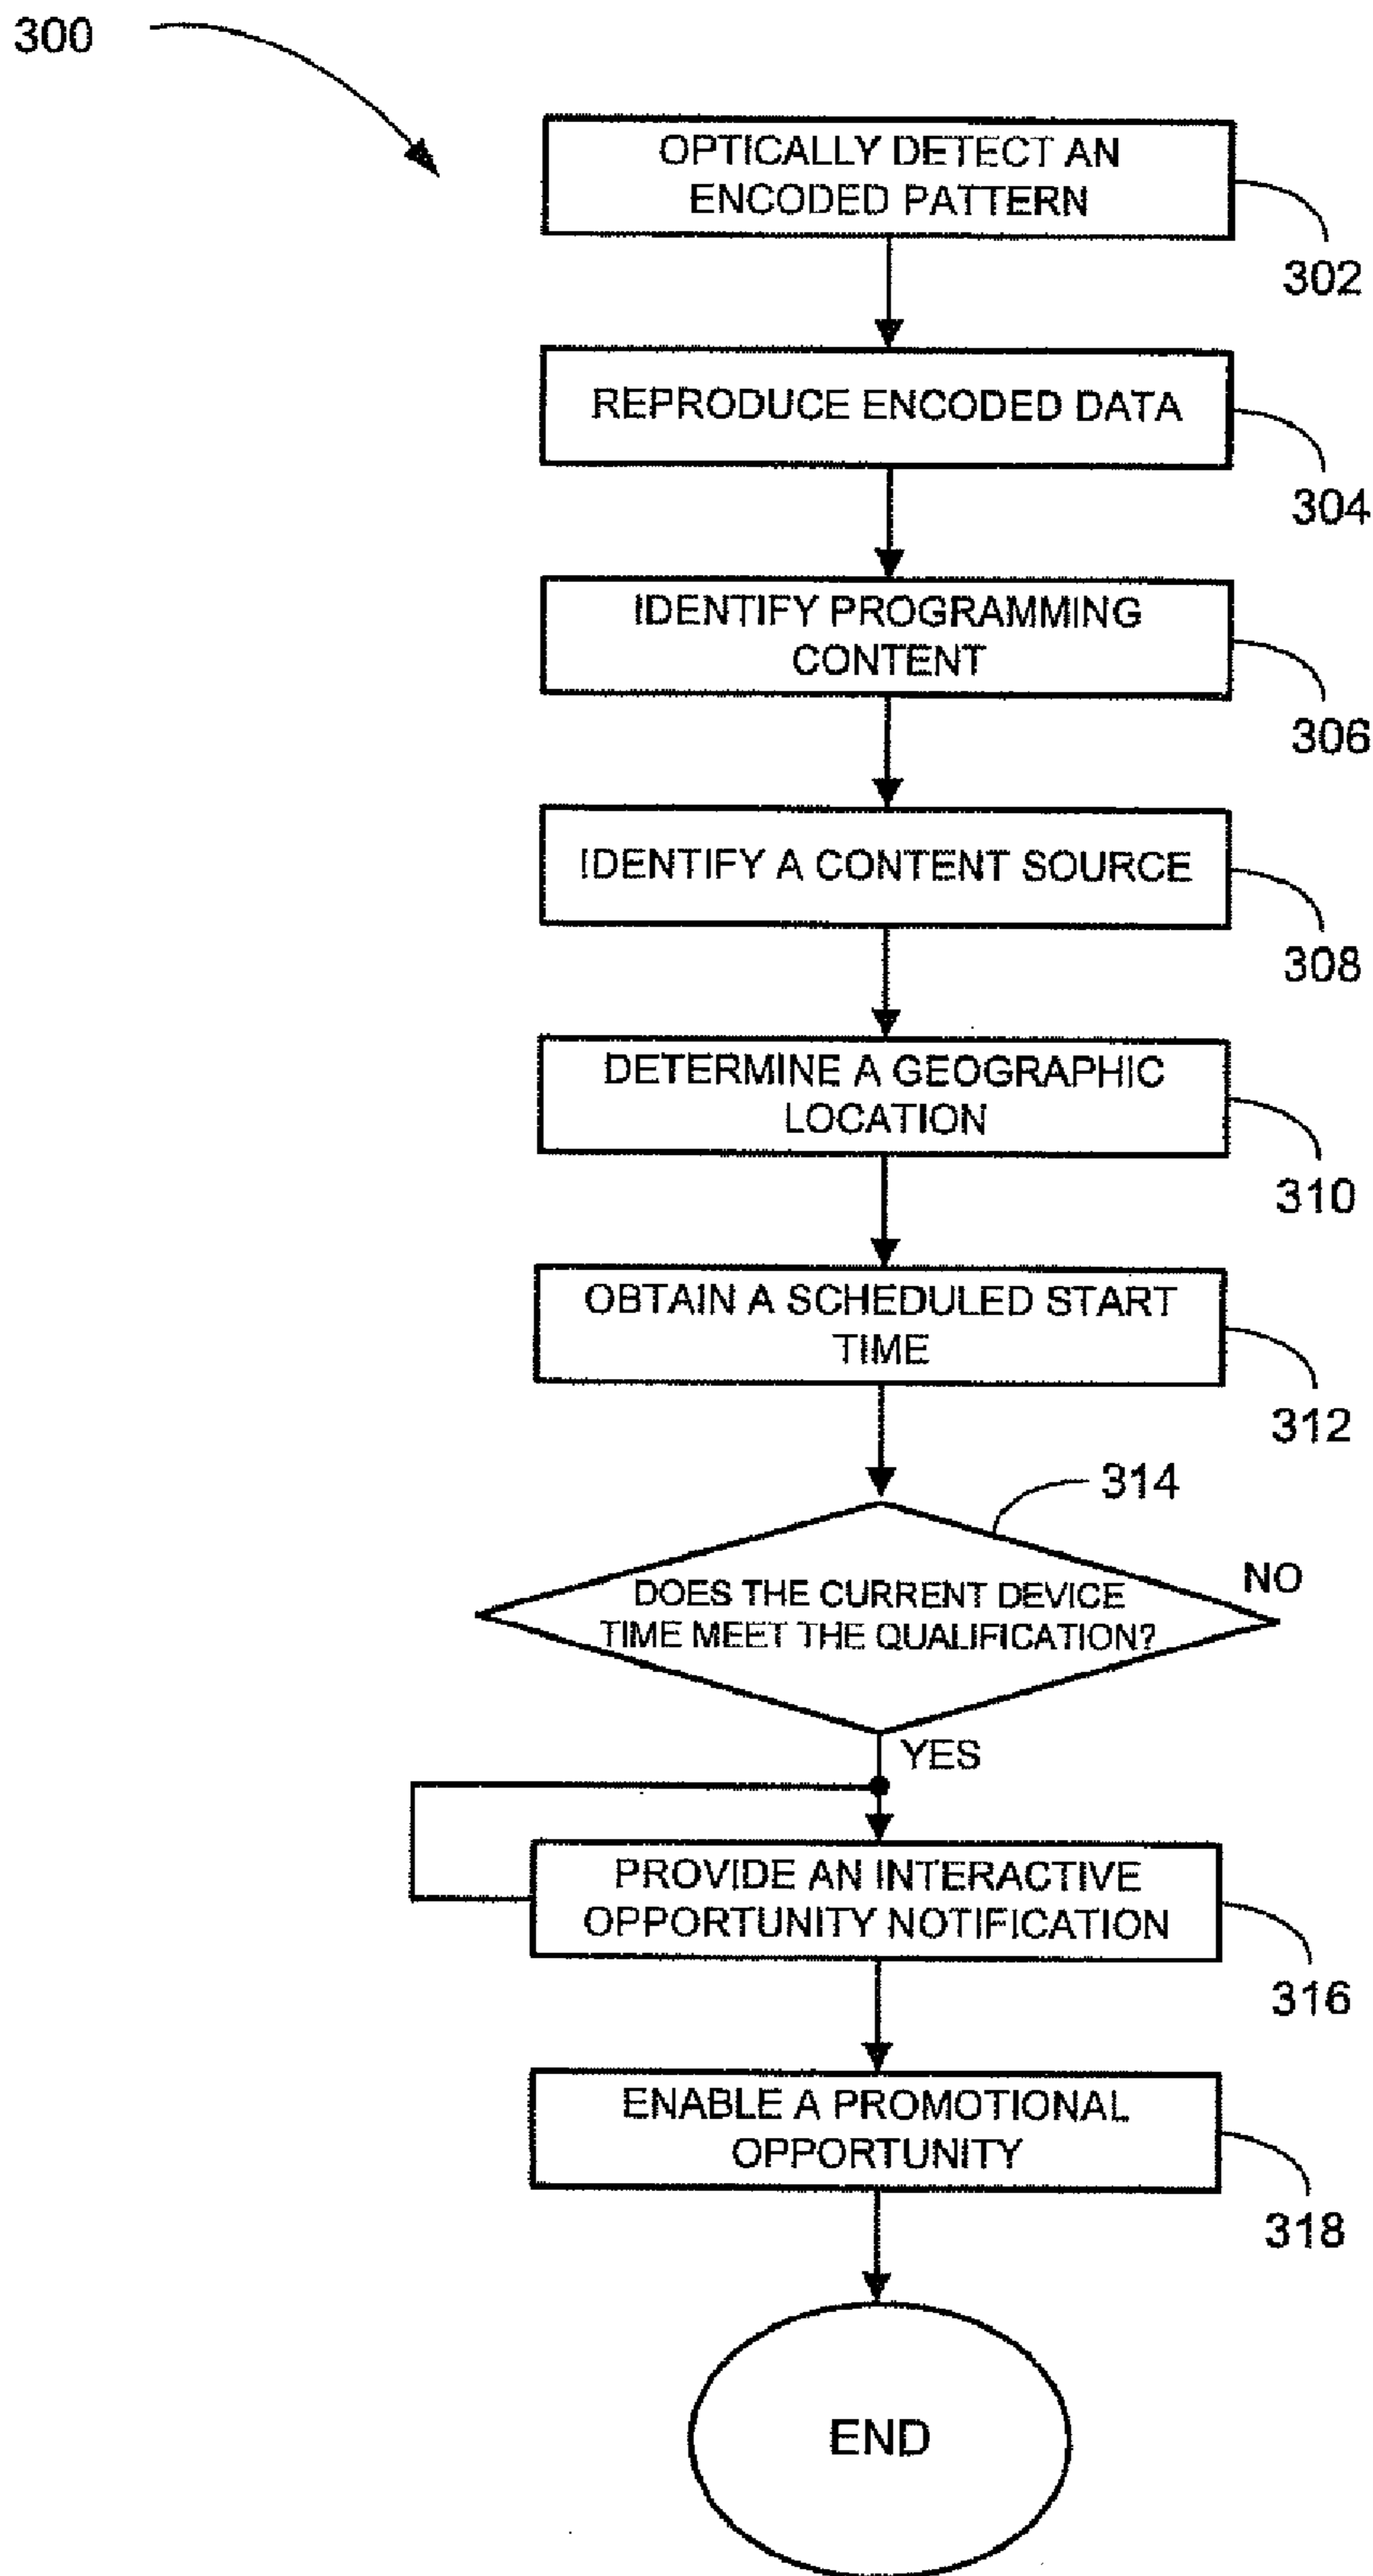 300
OPTICALLY DETECT AN
ENCODED PATTERN
302
REPRODUCE ENCODED DATA
304
IDENTIFY PROGRAMMING
CONTENT
306
IDENTIFY A CONTENT SOURCE
308
DETERMINE A GEOGRAPHIC
LOCATION
310
OBTAIN A SCHEDULED START
TIME
312
314
DOES THE CURRENT DEVICE
TIME MEET THE QUALIFICATION?
NO
YES
PROVIDE AN INTERACTIVE
OPPORTUNITY NOTIFICATION
316
ENABLE A PROMOTIONAL
OPPORTUNITY
318
END